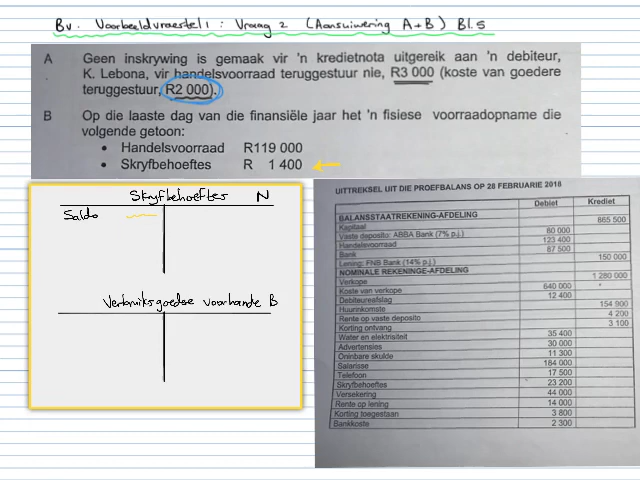 Bv. Voorbeeldvraestel 1 : Vraag 2 (Aansuiwering A+B) Bl. 5
A Geen inskrywing is gemaak vir 'n kredietnota uitgereik aan 'n debiteur,
K. Lebona, vir handelsvoorraad teruggestuur nie, R3 000 (koste van goedere
teruggestuur, R2 000).
B Op die laaste dag van die finansiële jaar het 'n fisiese voorraadopname die
volgende getoon:
• Handelsvoorraad R119 000
• Skryfbehoeftes R 1 400
Skryfbehoeftes N
Saldo
Verbruiksgoedere voorhande B
UITTREKSEL UIT DIE PROEFBALANS OP 28 FEBRUARIE 2018
Debiet Krediet
BALANSSTAATREKENING-AFDELING
Kapitaal 865 500
Vaste deposito: ABBA Bank (7% p.j.) 60 000
Handelsvoorraad 123 400
Bank 87 500
Lening: FNB Bank (14% p.j.) 150 000
NOMINALE REKENINGE-AFDELING
Verkope 1 280 000
Koste van verkope 640 000
Debiteureafslag 12 400
Huurinkomste 154 900
Rente op vaste deposito 4 200
Korting ontvang 3 100
Water en elektrisiteit 35 400
Advertensies 30 000
Oninbare skulde 11 300
Salarisse 184 000
Telefoon 17 500
Skryfbehoeftes 23 200
Versekering 44 000
Rente op lening 14 000
Korting toegestaan 3 800
Bankkoste 2 300